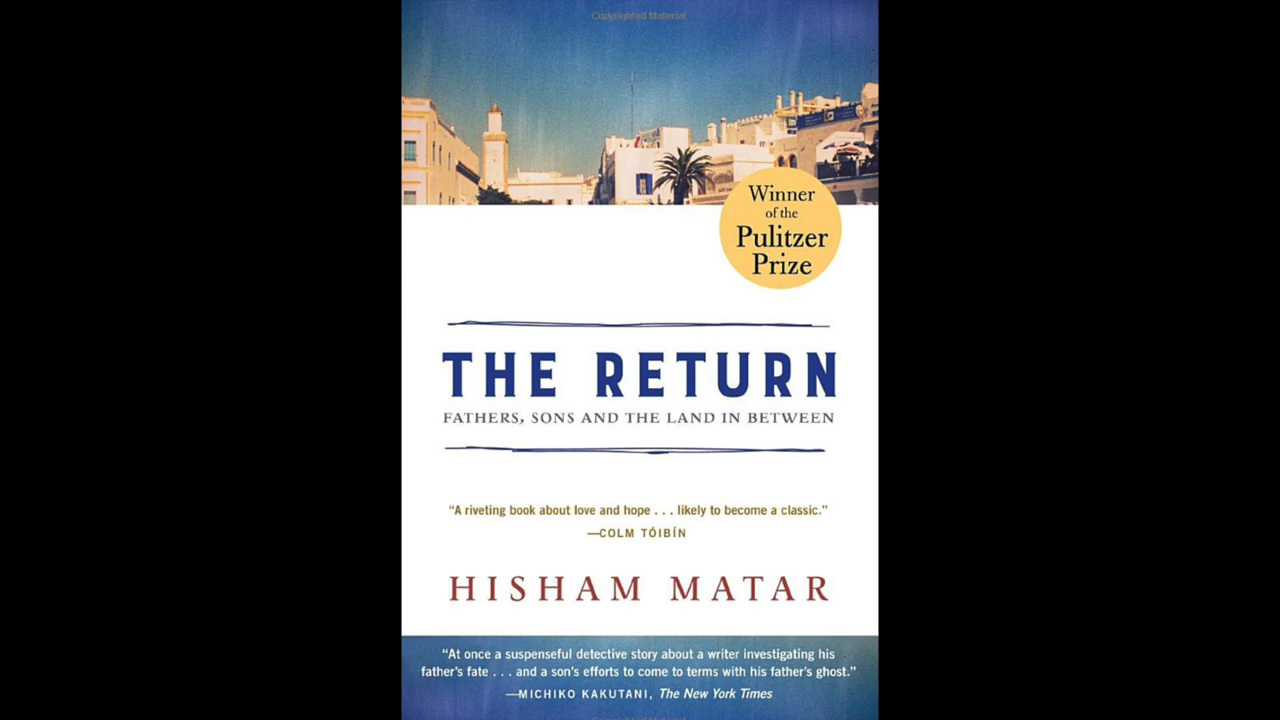 Copyrighted Material
Winner
of the
Pulitzer
Prize
THE RETURN
FATHERS, SONS AND THE LAND IN BETWEEN
“A riveting book about love and hope . . . likely to become a classic.”
—COLM TÓIBÍN
HISHAM MATAR
“At once a suspenseful detective story about a writer investigating his
father’s fate . . . and a son’s efforts to come to terms with his father’s ghost.”
—MICHIKO KAKUTANI, The New York Times